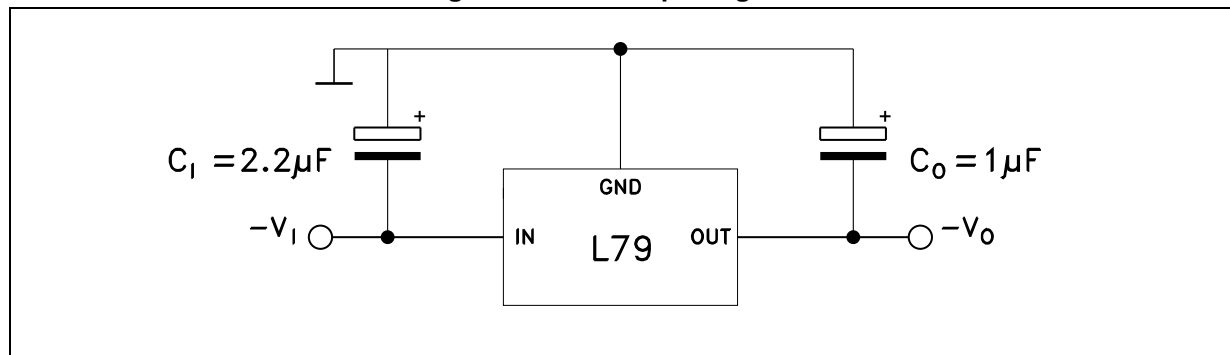 + +
C_I = 2.2µF
GND
C_O = 1µF
-V_I
IN
L79
OUT
-V_O